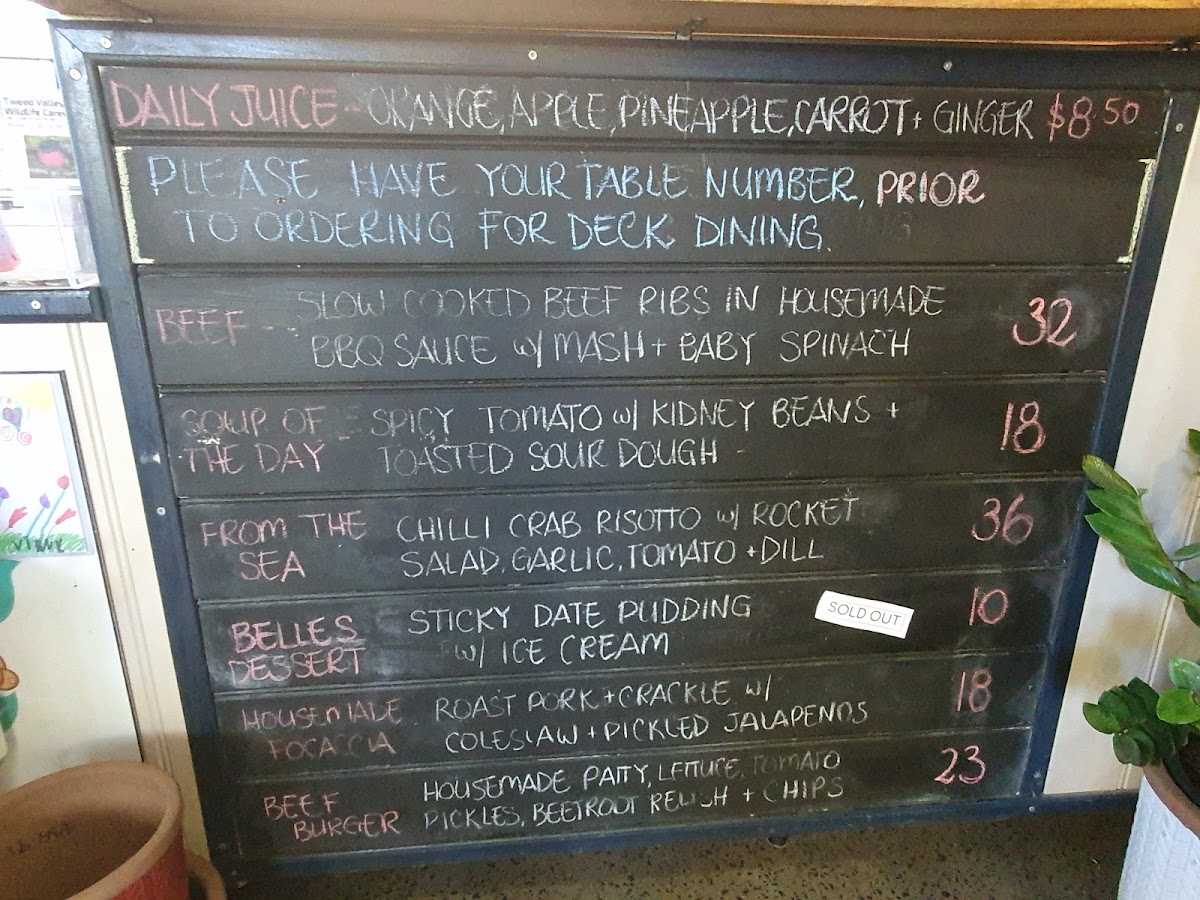 Tweed Valley
Wildlife Carers
DAILY JUICE - ORANGE, APPLE, PINEAPPLE, CARROT + GINGER $8.50
PLEASE HAVE YOUR TABLE NUMBER, PRIOR
TO ORDERING FOR DECK DINING.
BEEF - SLOW COOKED BEEF RIBS IN HOUSEMADE
BBQ SAUCE w/ MASH + BABY SPINACH
32
SOUP OF
THE DAY
SPICY TOMATO w/ KIDNEY BEANS +
TOASTED SOUR DOUGH -
18
FROM THE
SEA
CHILLI CRAB RISOTTO w/ ROCKET
SALAD, GARLIC, TOMATO + DILL
36
BELLES
DESSERT
STICKY DATE PUDDING
w/ ICE CREAM
SOLD OUT
10
HOUSEMADE
FOCACCIA
ROAST PORK + CRACKLE w/
COLESLAW + PICKLED JALAPENOS
18
BEEF
BURGER
HOUSEMADE PATTY, LETTUCE, TOMATO
PICKLES, BEETROOT RELISH + CHIPS
23